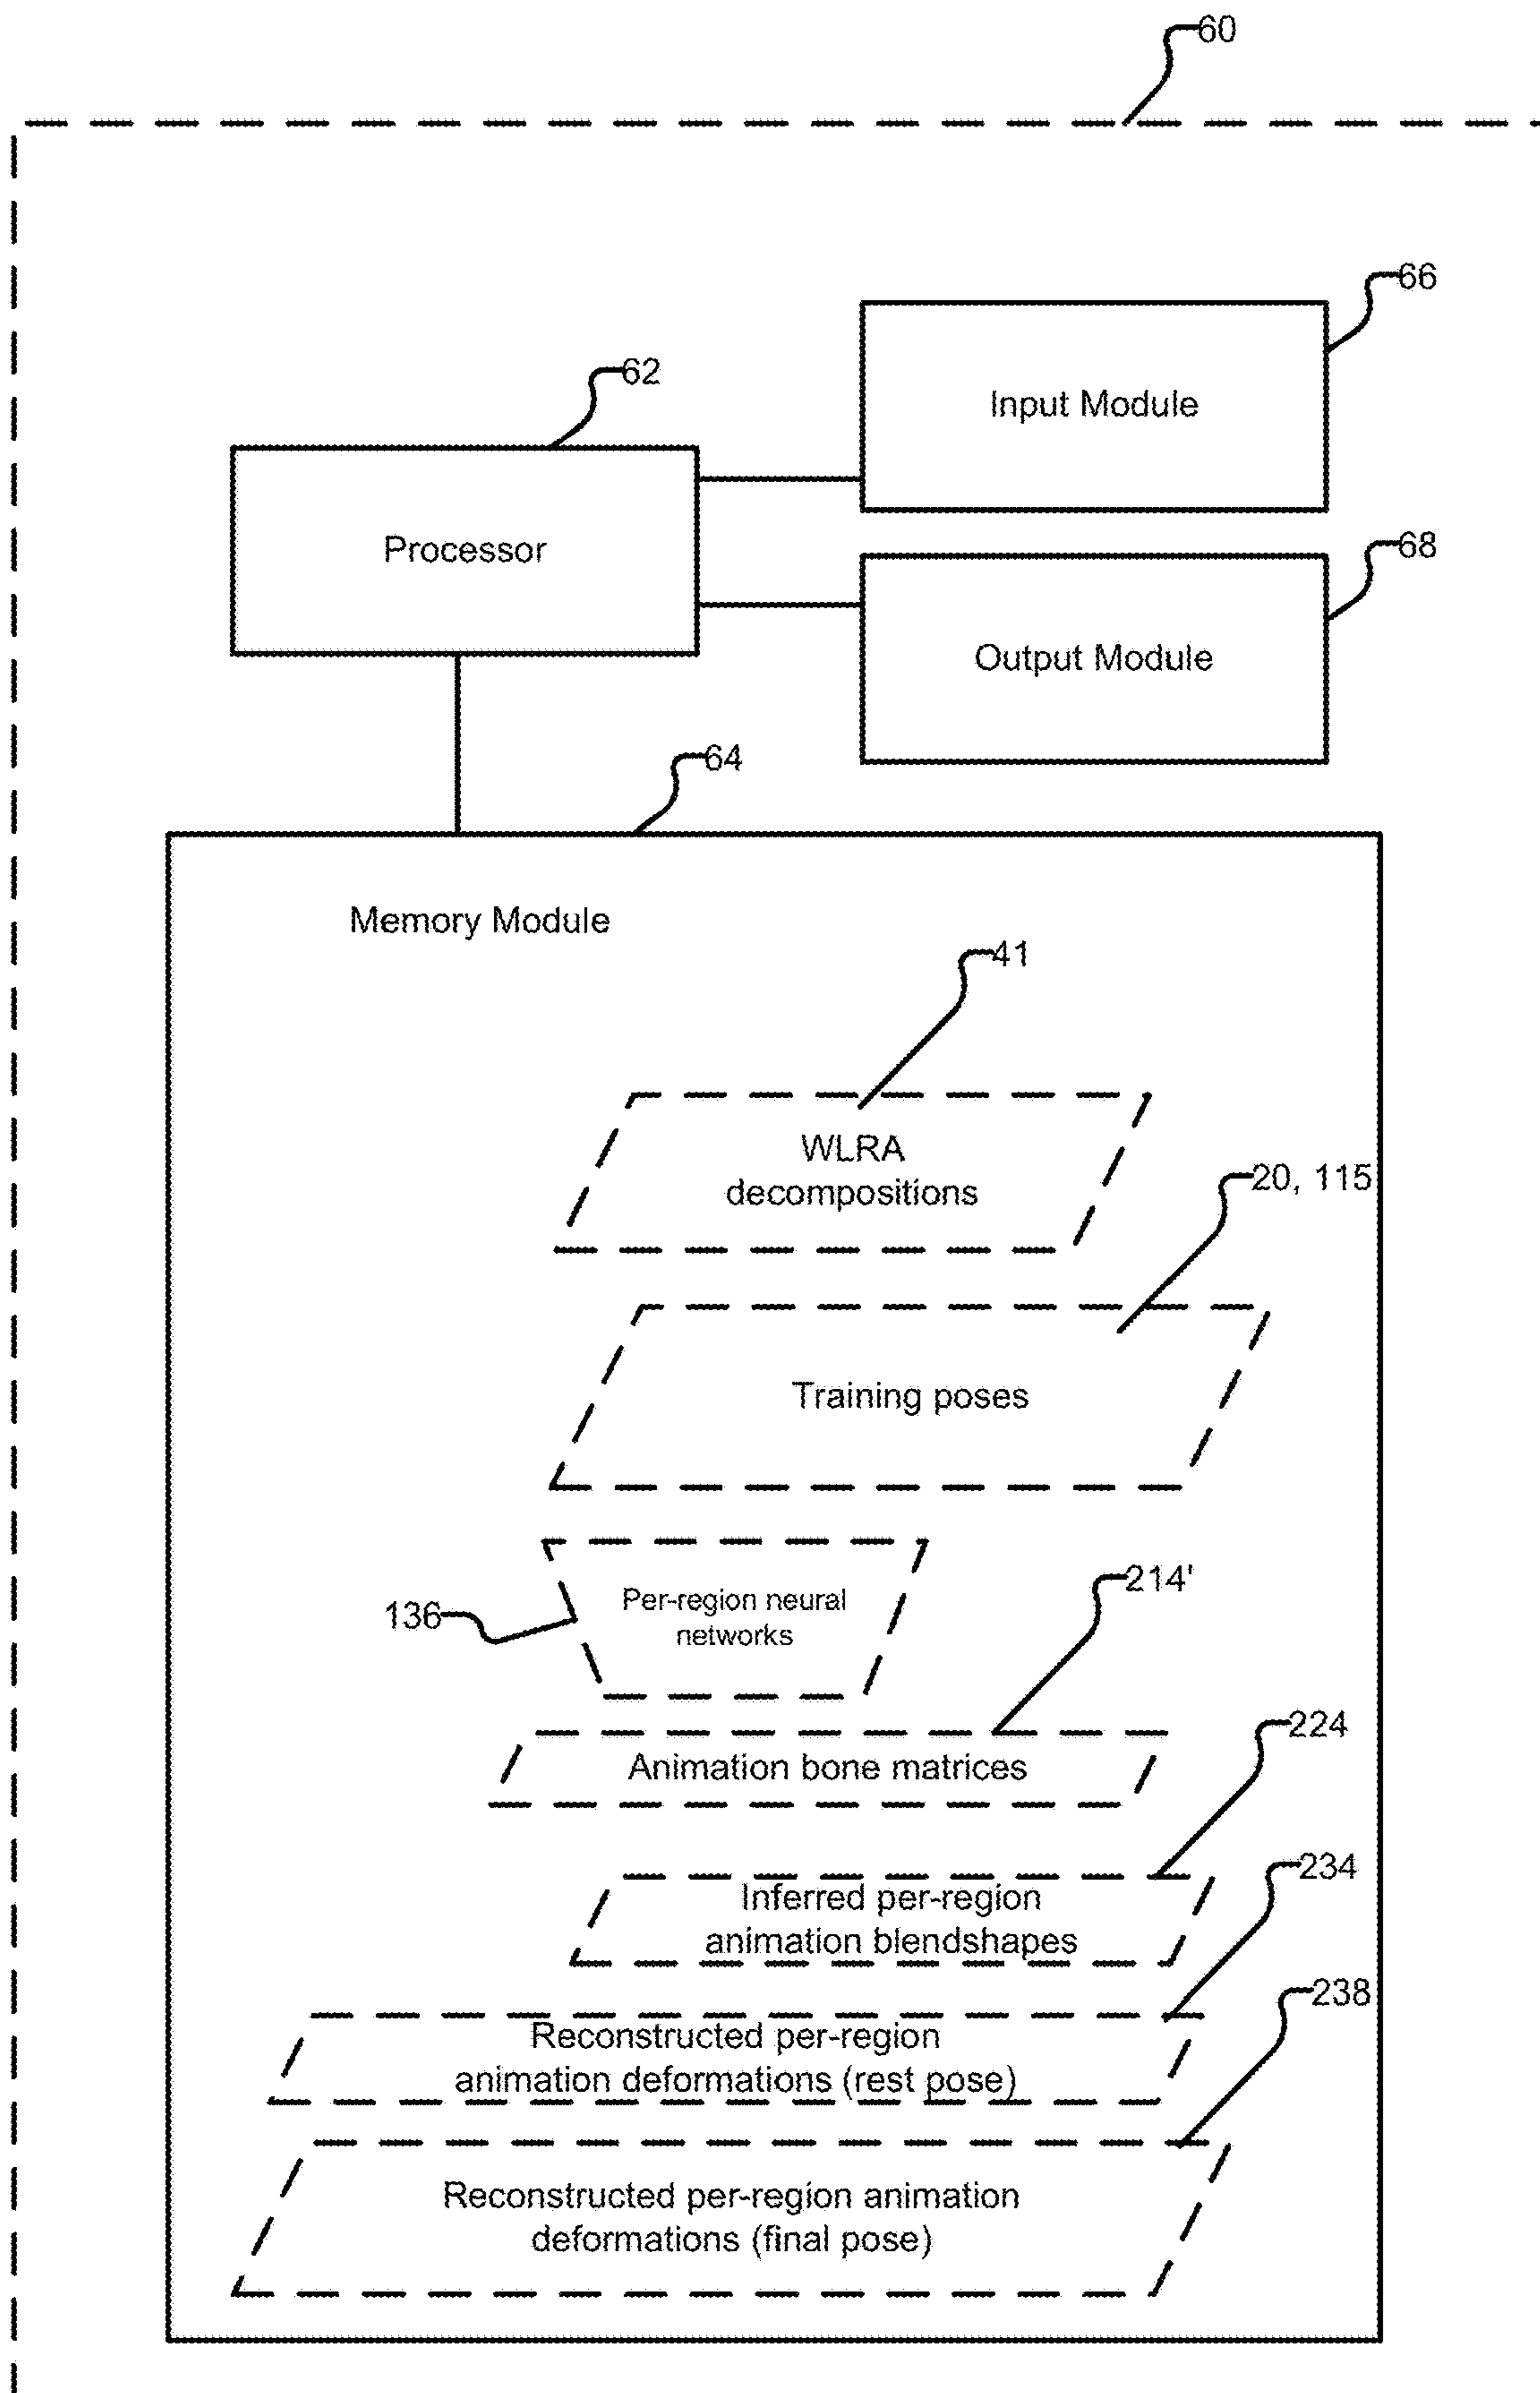 60
66
Input Module
62
Processor
68
Output Module
64
Memory Module
41
WLRA
decompositions
20, 115
Training poses
136
Per-region neural
networks
214'
Animation bone matrices
224
Inferred per-region
animation blendshapes
234
Reconstructed per-region
animation deformations (rest pose)
238
Reconstructed per-region animation
deformations (final pose)